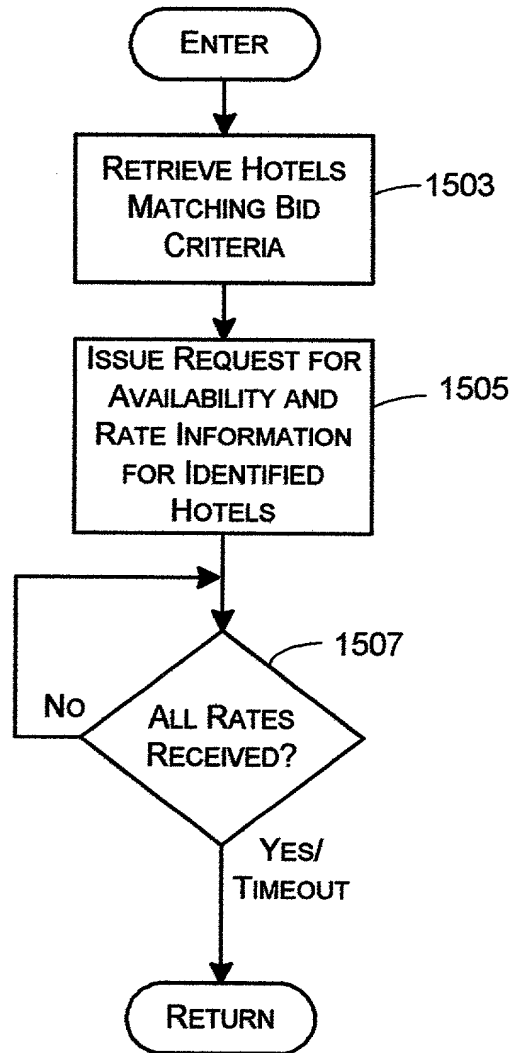 ENTER
RETRIEVE HOTELS
MATCHING BID
CRITERIA
1503
ISSUE REQUEST FOR
AVAILABILITY AND
RATE INFORMATION
FOR IDENTIFIED
HOTELS
1505
1507
NO
ALL RATES
RECEIVED?
YES/
TIMEOUT
RETURN